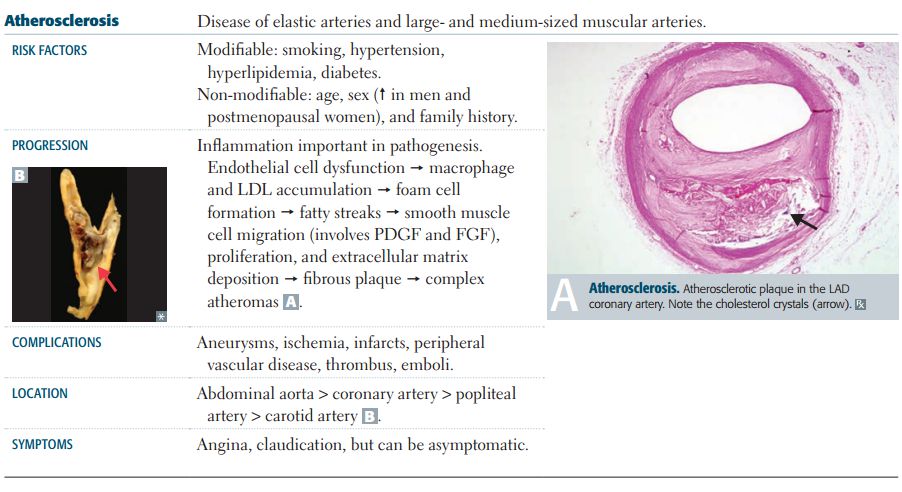 Atherosclerosis
Disease of elastic arteries and large- and medium-sized muscular arteries.
RISK FACTORS
Modifiable: smoking, hypertension,
hyperlipidemia, diabetes.
Non-modifiable: age, sex (↑ in men and
postmenopausal women), and family history.
PROGRESSION
Inflammation important in pathogenesis.
Endothelial cell dysfunction → macrophage
and LDL accumulation → foam cell
formation → fatty streaks → smooth muscle
cell migration (involves PDGF and FGF),
proliferation, and extracellular matrix
deposition → fibrous plaque → complex
atheromas A.
B
*
A
Atherosclerosis. Atherosclerotic plaque in the LAD
coronary artery. Note the cholesterol crystals (arrow). ℞
COMPLICATIONS
Aneurysms, ischemia, infarcts, peripheral
vascular disease, thrombus, emboli.
LOCATION
Abdominal aorta > coronary artery > popliteal
artery > carotid artery B.
SYMPTOMS
Angina, claudication, but can be asymptomatic.